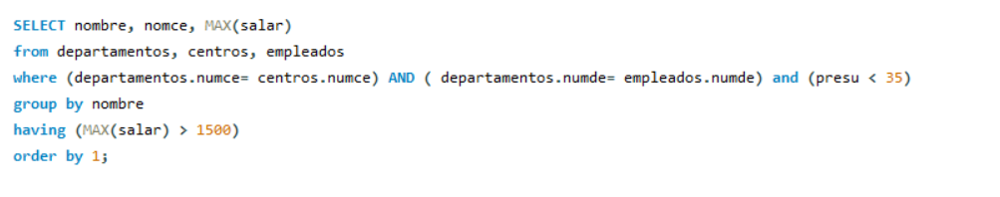 SELECT nombre, nomce, MAX(salar)
from departamentos, centros, empleados
where (departamentos.numce= centros.numce) AND ( departamentos.numde= empleados.numde) and (presu < 35)
group by nombre
having (MAX(salar) > 1500)
order by 1;